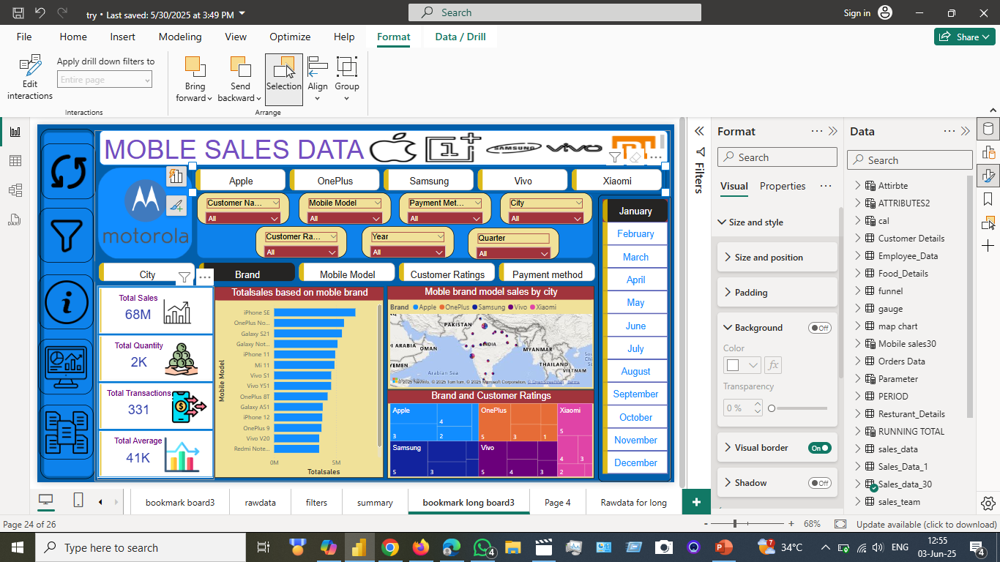 try • Last saved: 5/30/2025 at 3:49 PM
Search
Sign in
File Home Insert Modeling View Optimize Help Format Data / Drill
Share
Edit interactions
Apply drill down filters to
Entire page
Bring forward
Send backward
Selection
Align
Group
Interactions
Arrange
MOBLE SALES DATA
SAMSUNG
vivo
motorola
Apple OnePlus Samsung Vivo Xiaomi
Customer Na... Mobile Model Payment Met... City
All All All All
Customer Ra... Year Quarter
All All All
City Brand Mobile Model Customer Ratings Payment method
Total Sales
68M
Total Quantity
2K
Total Transactions
331
Total Average
41K
Totalsales based on moble brand
Mobile Model
iPhone SE
OnePlus No...
Galaxy S21
Galaxy Not...
iPhone 11
Mi 11
Vivo S1
Vivo Y51
OnePlus 8T
Galaxy A51
iPhone 12
OnePlus 9
Vivo V20
Redmi Note...
0M 5M
Totalsales
Moble brand model sales by city
Brand Apple OnePlus Samsung Vivo Xiaomi
PAKISTAN
INDIA
OMAN
MYANMAR
THAILAND
VIETNAM
YEMEN
Arabian Sea
© 2025 TomTom, © 2025 Microsoft Corporation, © OpenStreetMap Terms
Brand and Customer Ratings
Apple
4
3
2
OnePlus
5
3
1
Xiaomi
5
4
3
2
Samsung
5
3
Vivo
5
4
3
January
February
March
April
May
June
July
August
September
October
November
December
Filters
Format
Search
Visual Properties
Size and style
Size and position
Padding
Background Off
Color
fx
Transparency
0 %
Visual border On
Shadow Off
Data
Search
Attirbte
ATTRIBUTES2
cal
Customer Details
Employee_Data
Food_Details
funnel
gauge
map chart
Mobile sales30
Orders Data
Parameter
PERIOD
Resturant_Details
RUNNING TOTAL
sales_data
Sales_Data_1
Sales_data_30
sales_team
bookmark board3 rawdata filters summary bookmark long board3 Page 4 Rawdata for long
Page 24 of 26
68%
Update available (click to download)
Type here to search
4
7
34°C
ENG
12:55
03-Jun-25
4